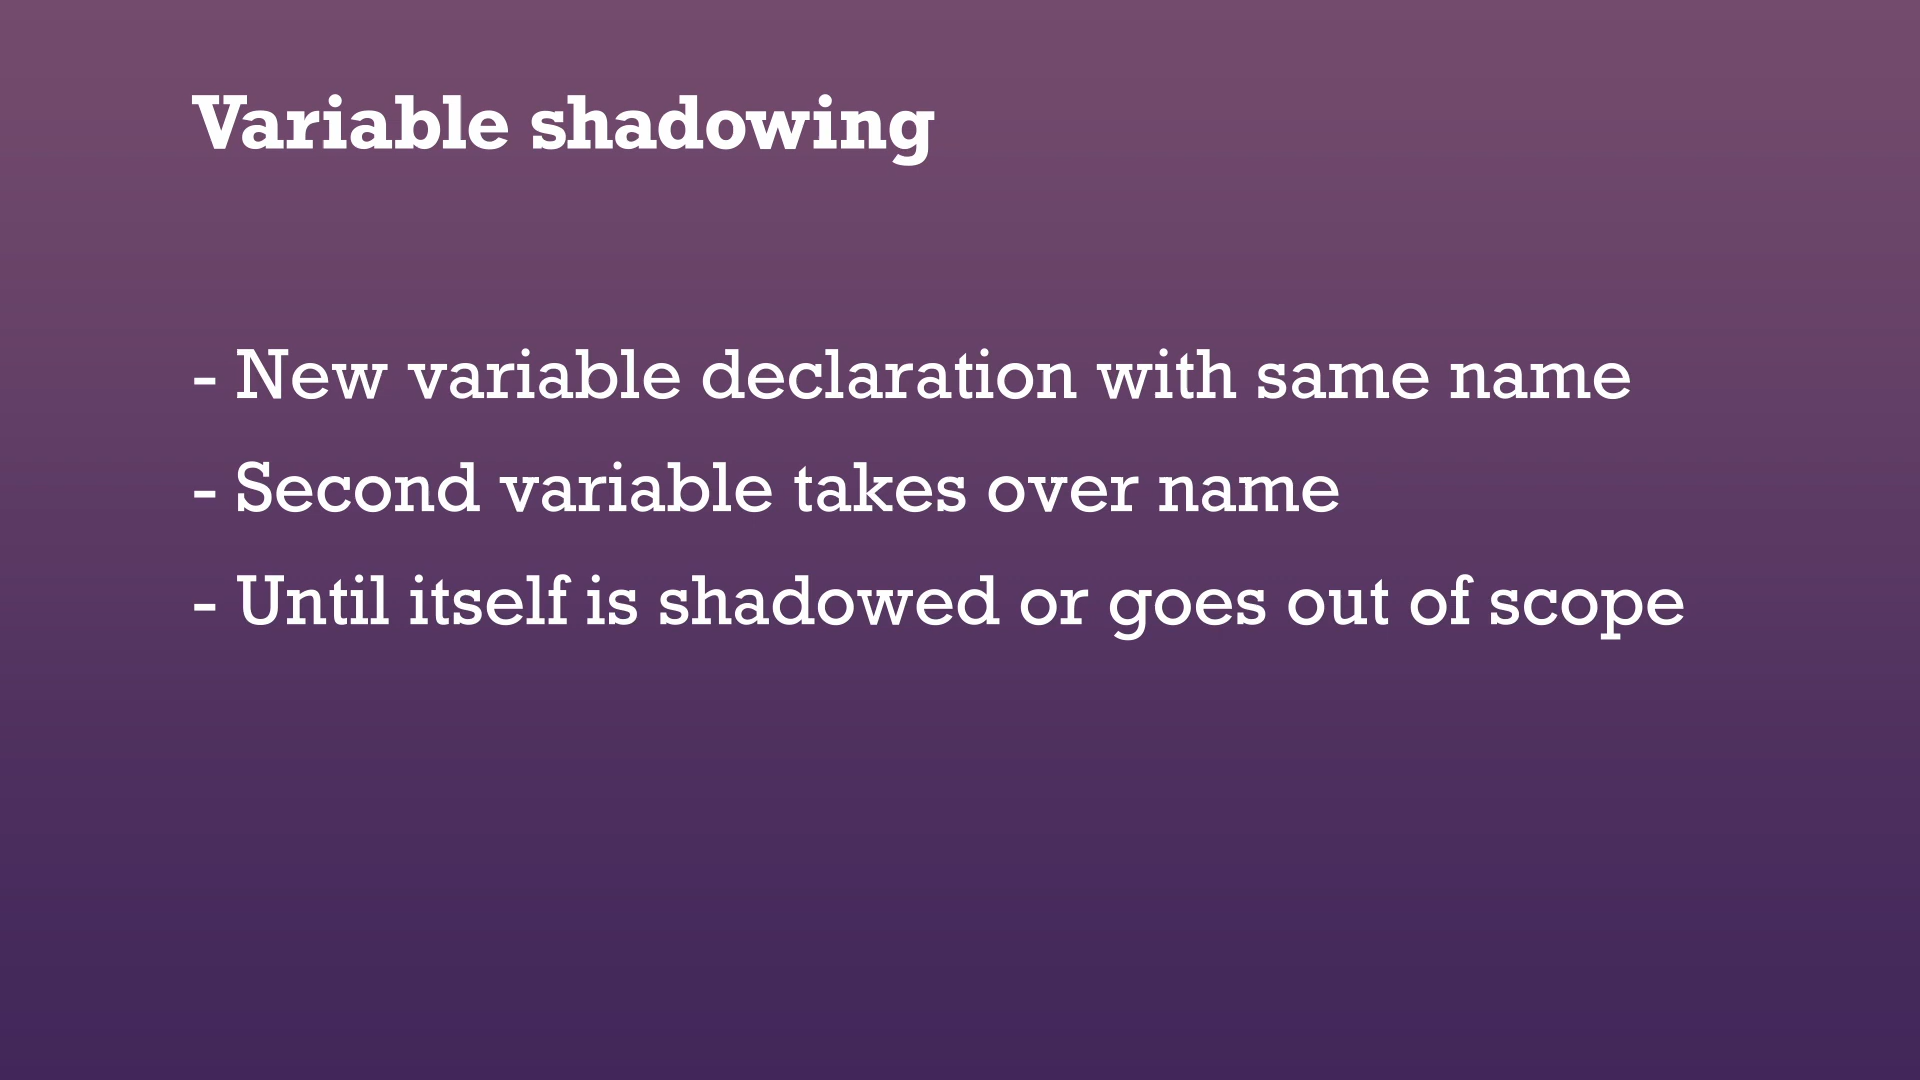 Variable shadowing
- New variable declaration with same name
- Second variable takes over name
- Until itself is shadowed or goes out of scope